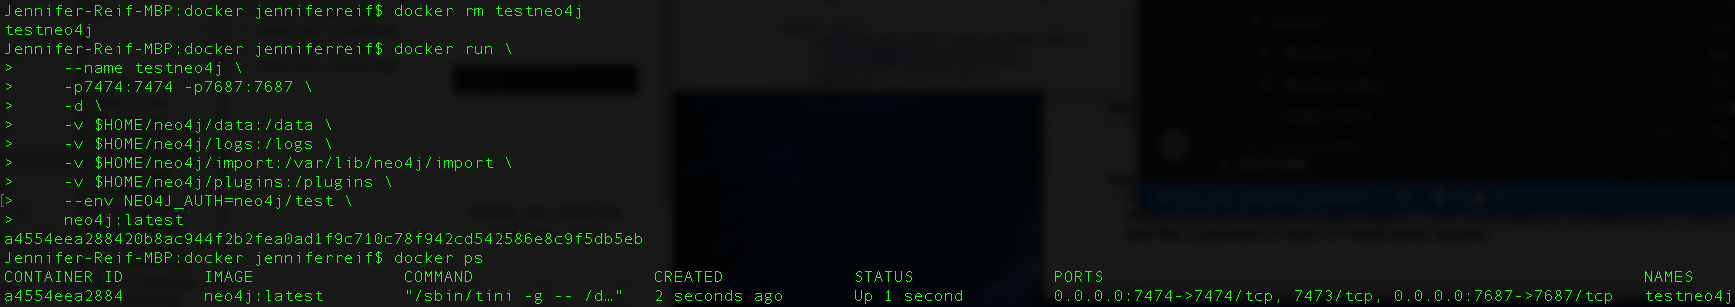 Jennifer-Reif-MBP:docker jenniferreif$ docker rm testneo4j
testneo4j
Jennifer-Reif-MBP:docker jenniferreif$ docker run \
> --name testneo4j \
> -p7474:7474 -p7687:7687 \
> -d \
> -v $HOME/neo4j/data:/data \
> -v $HOME/neo4j/logs:/logs \
> -v $HOME/neo4j/import:/var/lib/neo4j/import \
> -v $HOME/neo4j/plugins:/plugins \
[> --env NEO4J_AUTH=neo4j/test \
> neo4j:latest
a4554eea288420b8ac944f2b2fea0ad1f9c710c78f942cd542586e8c9f5db5eb
Jennifer-Reif-MBP:docker jenniferreif$ docker ps
CONTAINER ID IMAGE COMMAND CREATED STATUS PORTS NAMES
a4554eea2884 neo4j:latest "/sbin/tini -g -- /d…" 2 seconds ago Up 1 second 0.0.0.0:7474->7474/tcp, 7473/tcp, 0.0.0.0:7687->7687/tcp testneo4j